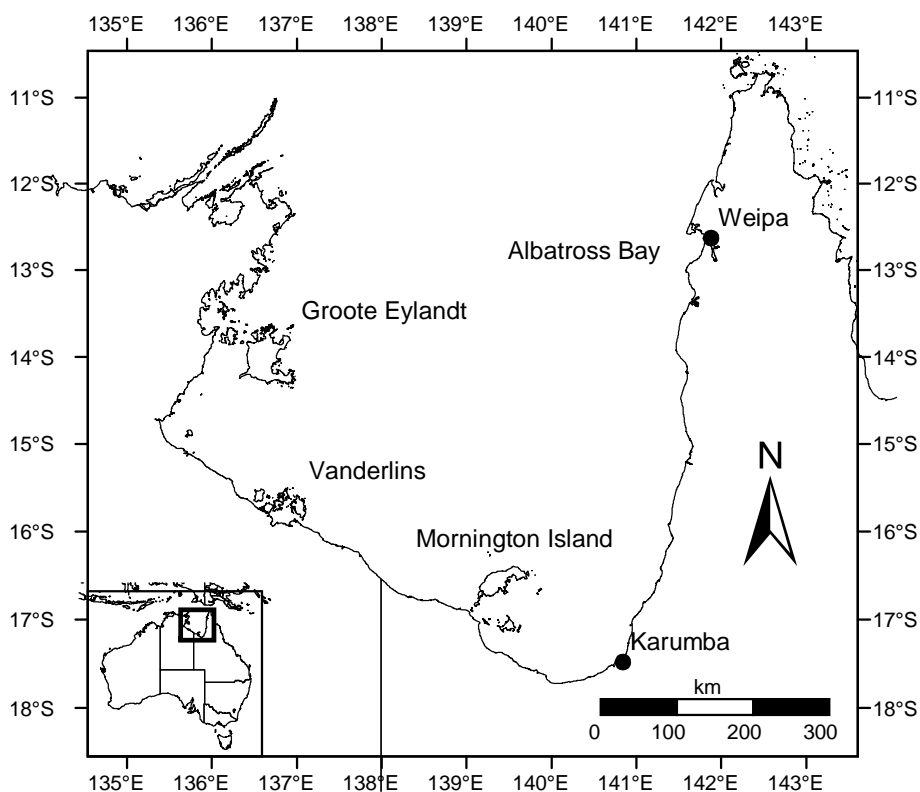 135°E 136°E 137°E 138°E 139°E 140°E 141°E 142°E 143°E
11°S 11°S
12°S 12°S
Weipa
Albatross Bay
13°S 13°S
Groote Eylandt
14°S 14°S
15°S 15°S
N
Vanderlins
16°S 16°S
Mornington Island
17°S 17°S
Karumba
km
18°S 18°S
0 100 200 300
135°E 136°E 137°E 138°E 139°E 140°E 141°E 142°E 143°E